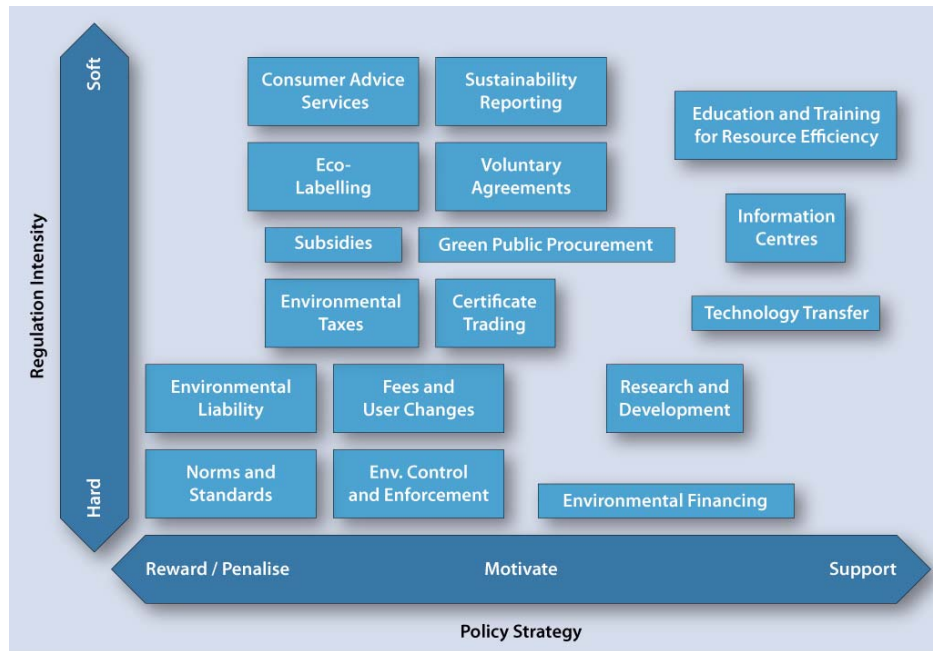 Soft
Regulation Intensity
Hard
Consumer Advice
Services
Sustainability
Reporting
Education and Training
for Resource Efficiency
Eco-
Labelling
Voluntary
Agreements
Information
Centres
Subsidies
Green Public Procurement
Environmental
Taxes
Certificate
Trading
Technology Transfer
Environmental
Liability
Fees and
User Changes
Research and
Development
Norms and
Standards
Env. Control
and Enforcement
Environmental Financing
Reward / Penalise
Motivate
Support
Policy Strategy